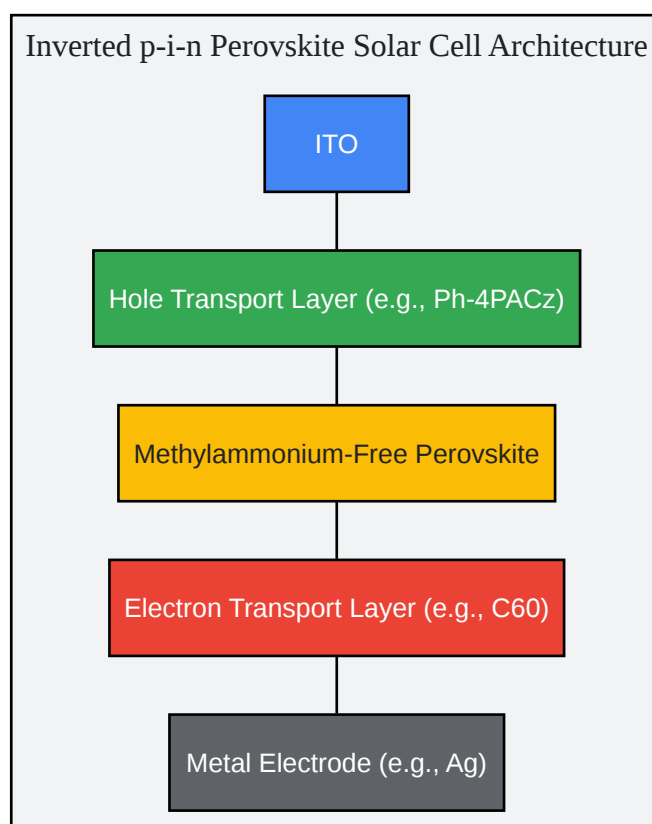 Inverted p-i-n Perovskite Solar Cell Architecture
ITO
Hole Transport Layer (e.g., Ph-4PACz)
Methylammonium-Free Perovskite
Electron Transport Layer (e.g., C60)
Metal Electrode (e.g., Ag)